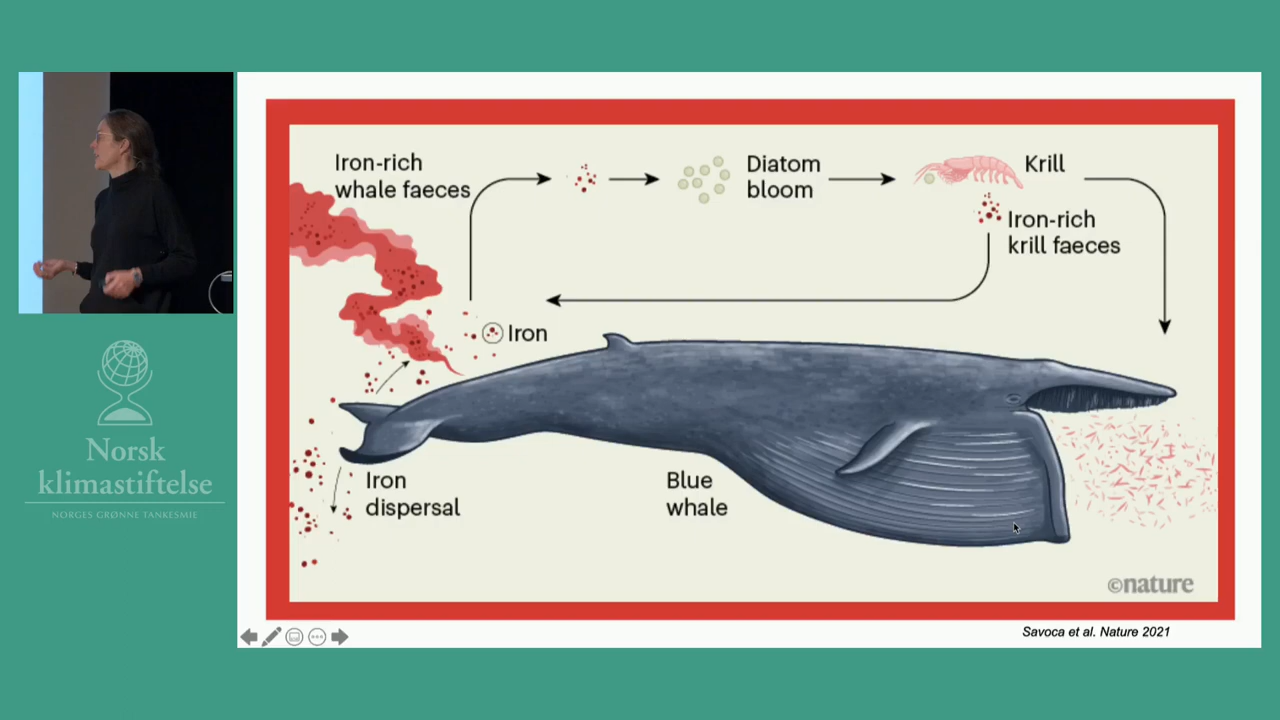 Iron-rich
whale faeces
Diatom
bloom
Krill
Iron-rich
krill faeces
Iron
Iron
dispersal
Blue
whale
©nature
Savoca et al. Nature 2021
Norsk
klimastiftelse
NORGES GRØNNE TANKESMIE